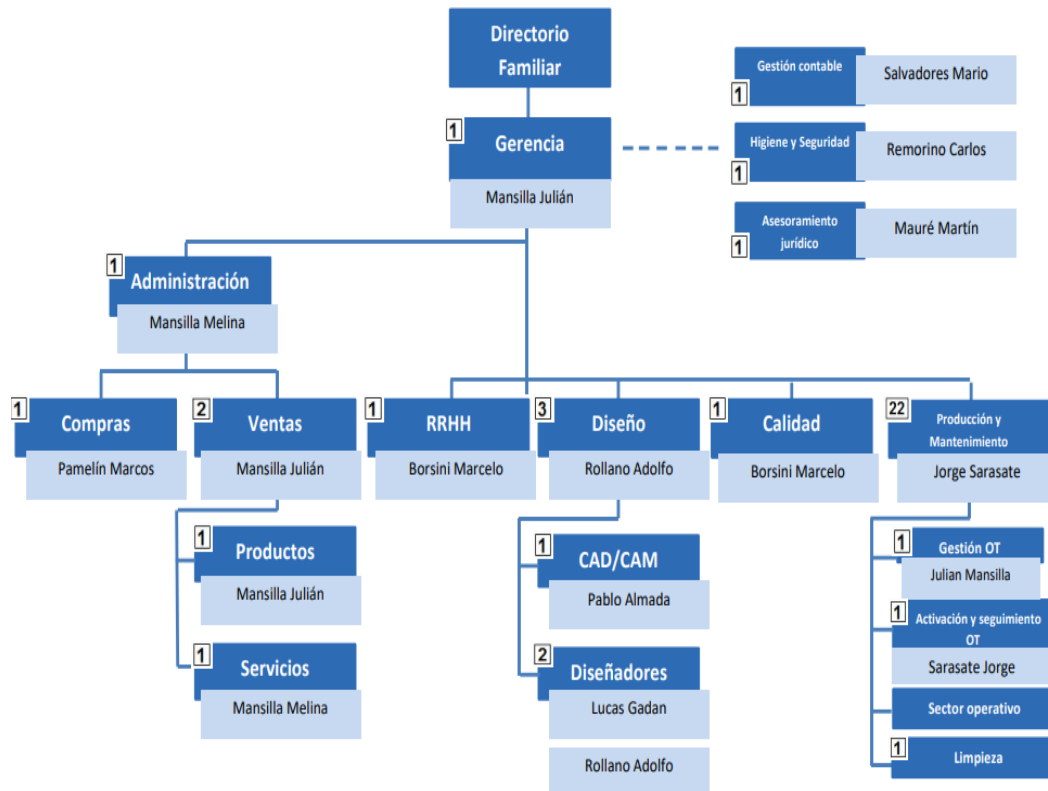 Directorio
Familiar
1
Gerencia
Mansilla Julián
Gestión contable
1
Salvadores Mario
Higiene y Seguridad
1
Remorino Carlos
Asesoramiento
jurídico
1
Mauré Martín
1
Administración
Mansilla Melina
1
Compras
Pamelín Marcos
2
Ventas
Mansilla Julián
1
RRHH
Borsini Marcelo
3
Diseño
Rollano Adolfo
1
Calidad
Borsini Marcelo
22
Producción y
Mantenimiento
Jorge Sarasate
1
Productos
Mansilla Julián
1
Servicios
Mansilla Melina
1
CAD/CAM
Pablo Almada
2
Diseñadores
Lucas Gadan
Rollano Adolfo
1
Gestión OT
Julian Mansilla
1
Activación y seguimiento
OT
Sarasate Jorge
Sector operativo
1
Limpieza